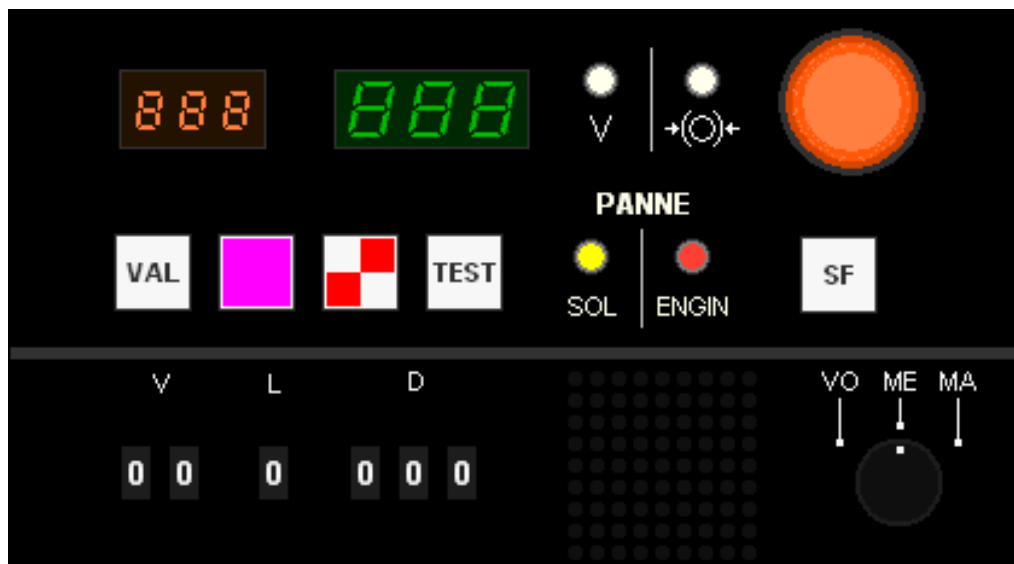 888 888
V
PANNE
VAL TEST SF
SOL ENGIN
V L D VO ME MA
0 0 0 0 0 0